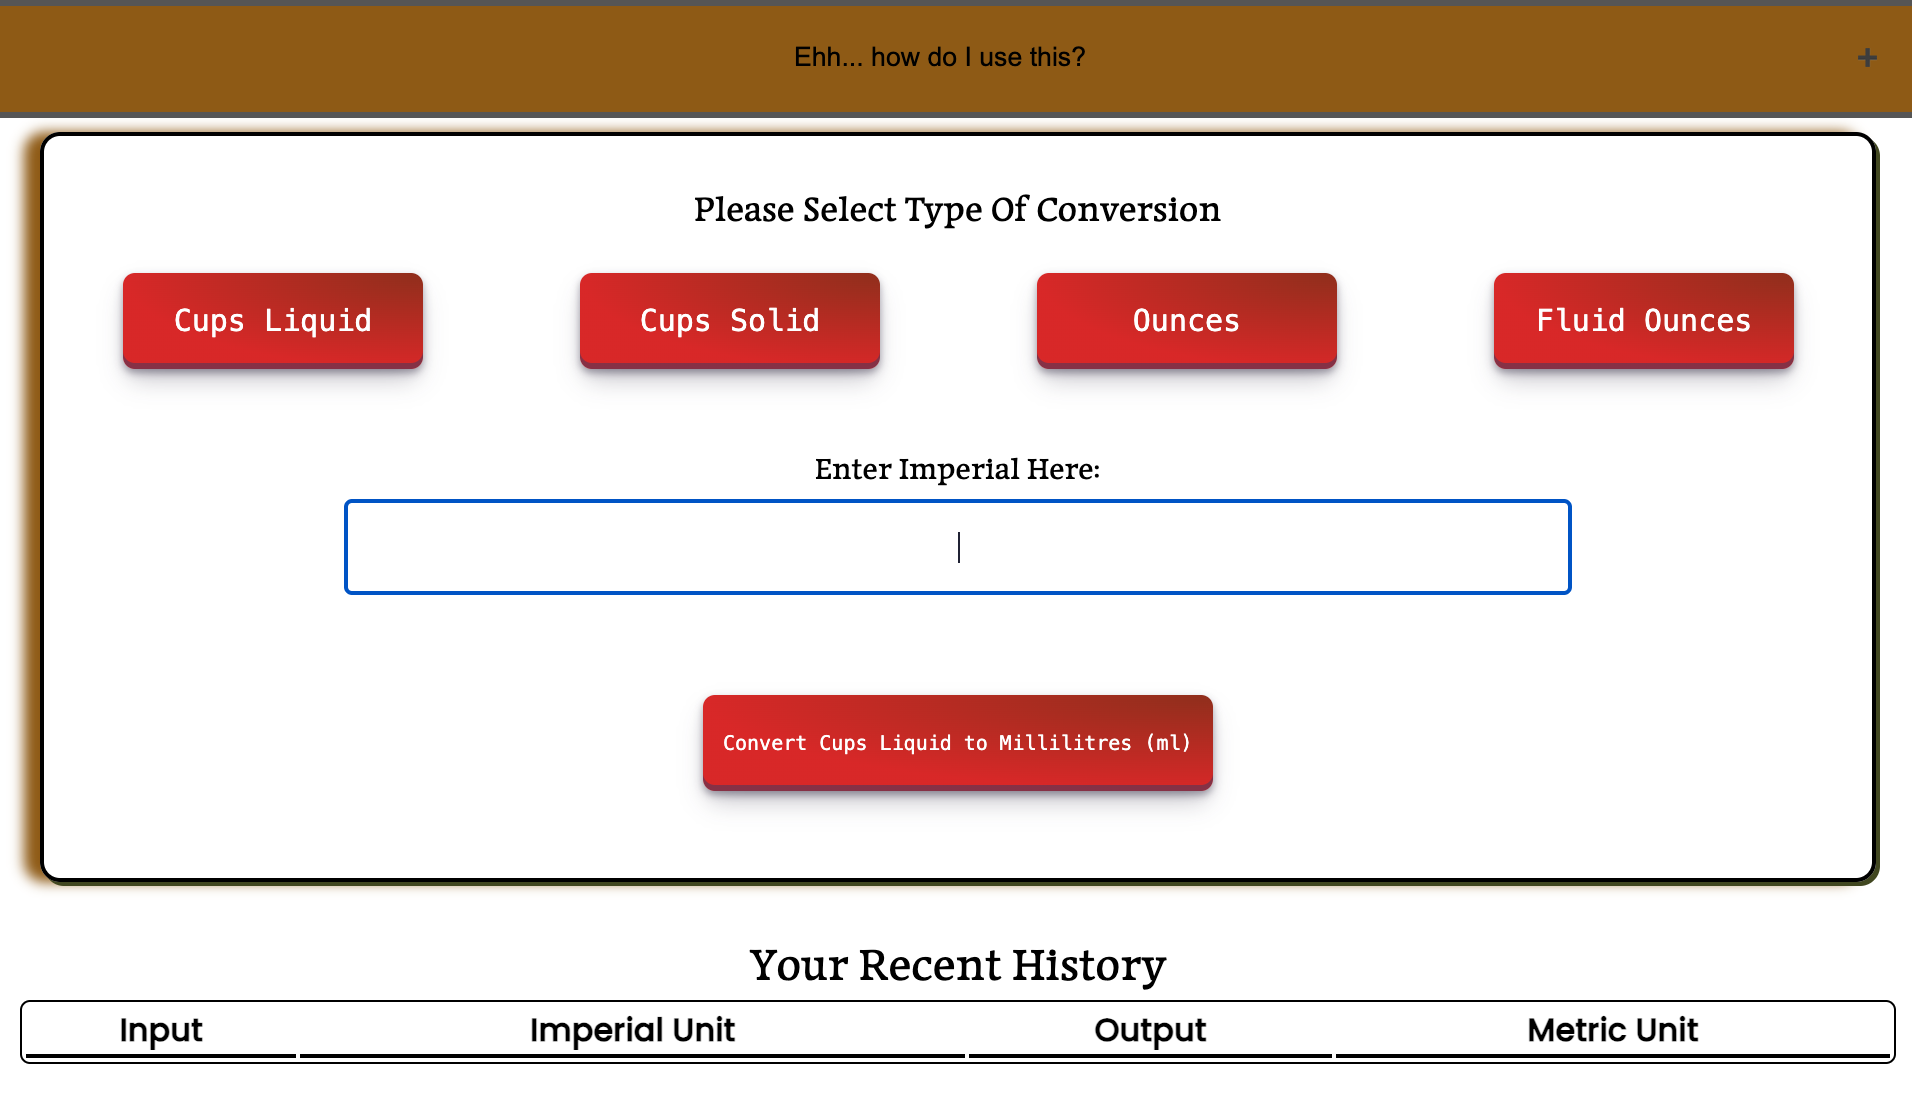 Ehh... how do I use this? +
Please Select Type Of Conversion
Cups Liquid Cups Solid Ounces Fluid Ounces
Enter Imperial Here:
Convert Cups Liquid to Millilitres (ml)
Your Recent History
Input Imperial Unit Output Metric Unit